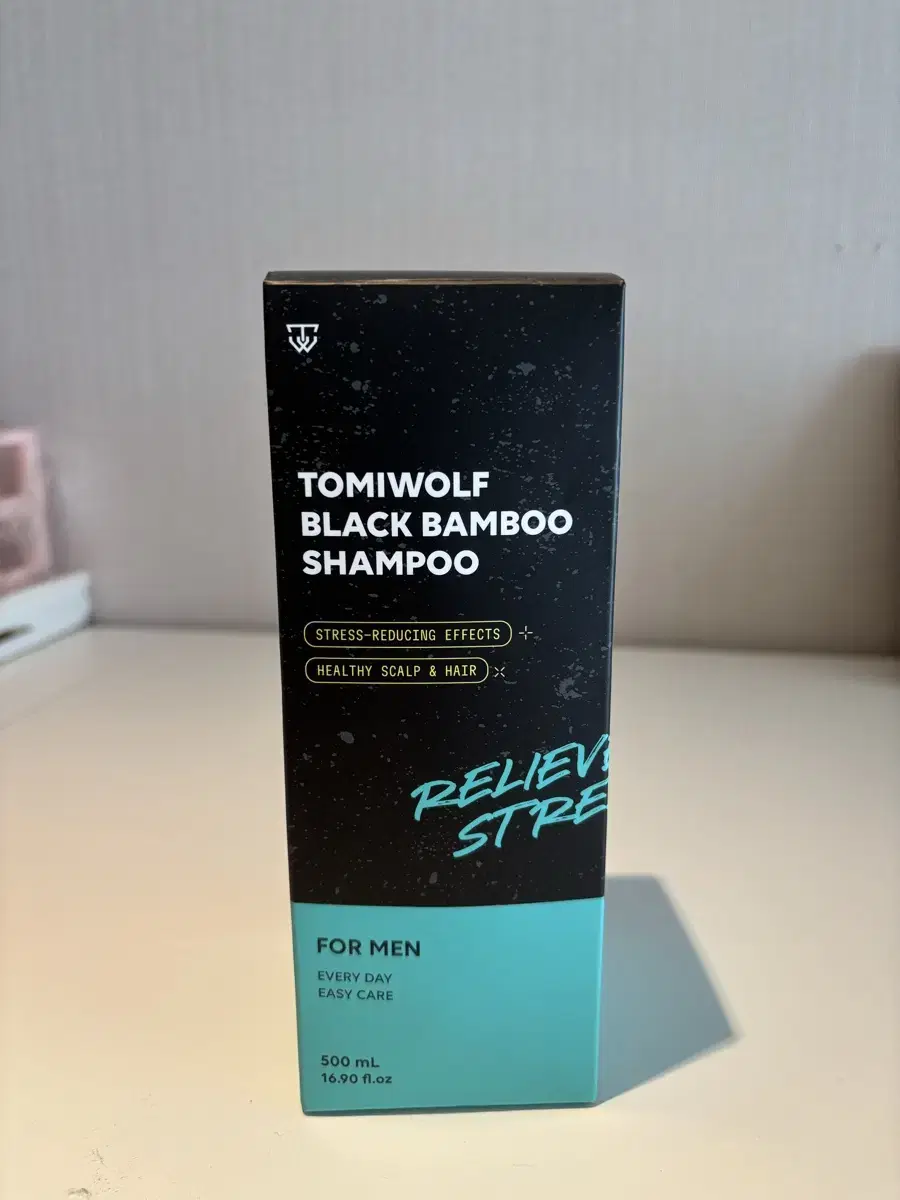 TOMIWOLF
BLACK BAMBOO
SHAMPOO
STRESS-REDUCING EFFECTS
HEALTHY SCALP & HAIR
RELIEVE
STRE
FOR MEN
EVERY DAY
EASY CARE
500 mL
16.90 fl.oz